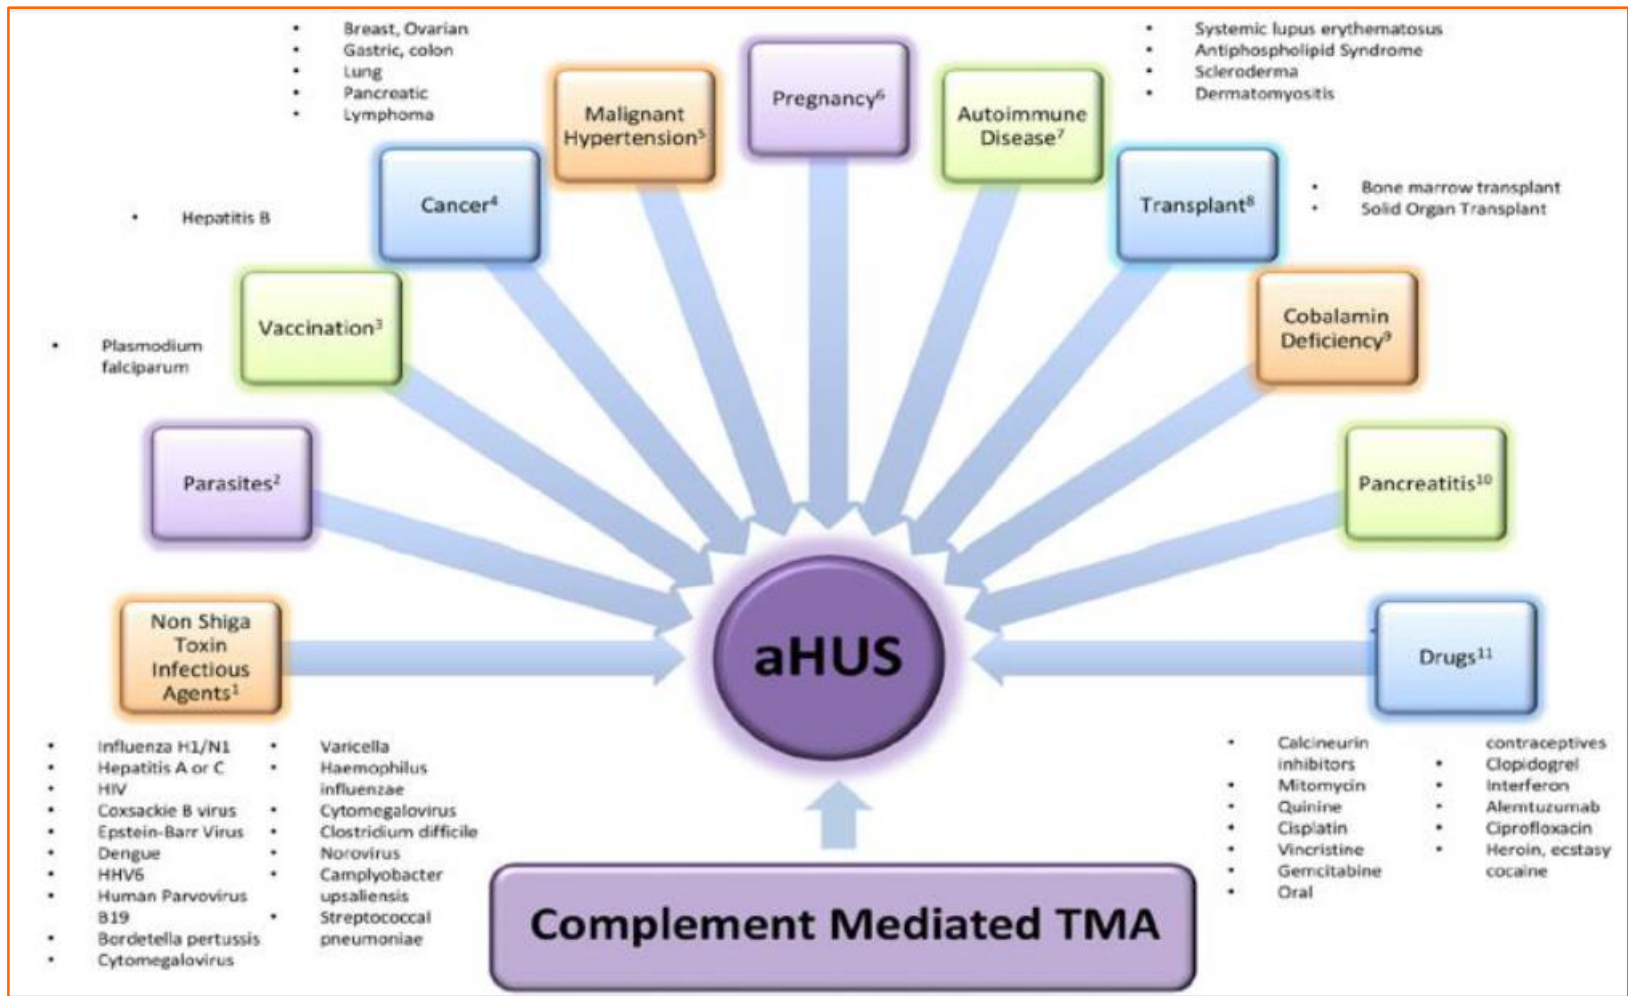 Breast, Ovarian
Gastric, colon
Lung
Pancreatic
Lymphoma
Malignant
Hypertension⁵
Pregnancy⁶
Autoimmune
Disease⁷
Systemic lupus erythematosus
Antiphospholipid Syndrome
Scleroderma
Dermatomyositis
Hepatitis B
Cancer⁴
Transplant⁸
Bone marrow transplant
Solid Organ Transplant
Plasmodium
falciparum
Vaccination³
Cobalamin
Deficiency⁹
Parasites²
Pancreatitis¹⁰
Non Shiga
Toxin
Infectious
Agents¹
aHUS
Drugs¹¹
Influenza H1/N1
Hepatitis A or C
HIV
Coxsackie B virus
Epstein-Barr Virus
Dengue
HHV6
Human Parvovirus
B19
Bordetella pertussis
Cytomegalovirus
Varicella
Haemophilus
influenzae
Cytomegalovirus
Clostridium difficile
Norovirus
Camplyobacter
upsaliensis
Streptococcal
pneumoniae
Calcineurin
inhibitors
Mitomycin
Quinine
Cisplatin
Vincristine
Gemcitabine
Oral
contraceptives
Clopidogrel
Interferon
Alemtuzumab
Ciprofloxacin
Heroin, ecstasy
cocaine
Complement Mediated TMA